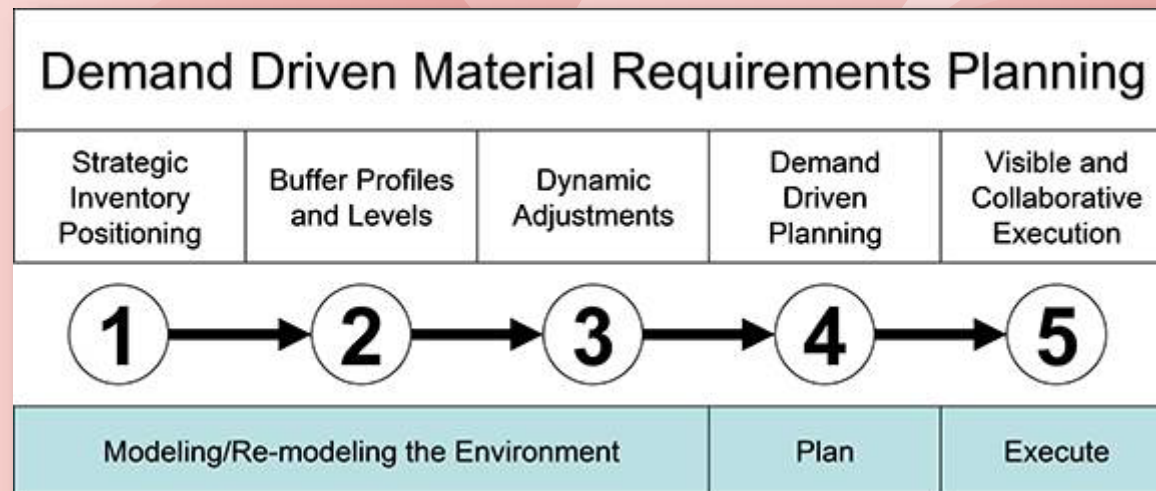 Demand Driven Material Requirements Planning
Strategic
Inventory
Positioning
Buffer Profiles
and Levels
Dynamic
Adjustments
Demand
Driven
Planning
Visible and
Collaborative
Execution
1
2
3
4
5
Modeling/Re-modeling the Environment
Plan
Execute